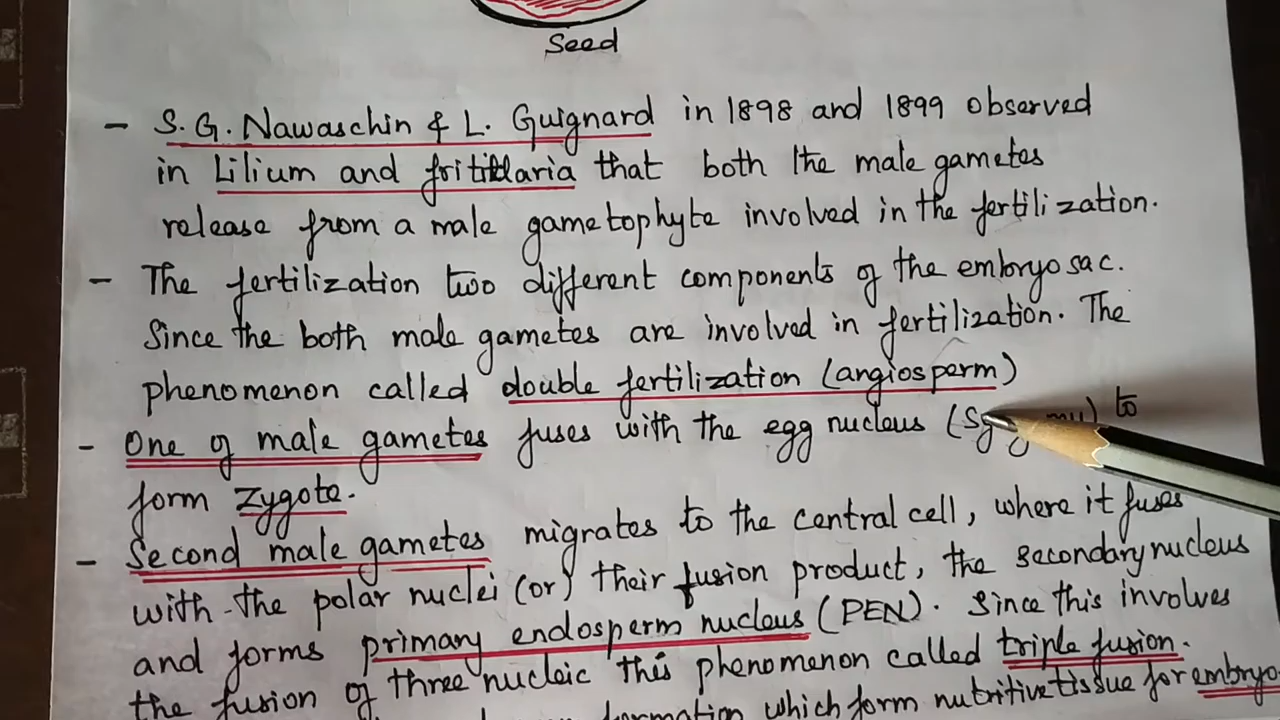 Seed
- S. G. Nawaschin & L. Guignard in 1898 and 1899 observed
in Lilium and fritillaria that both the male gametes
release from a male gametophyte involved in the fertilization.
- The fertilization two different components of the embryo sac.
Since the both male gametes are involved in fertilization. The
phenomenon called double fertilization (angiosperm)
- One of male gametes fuses with the egg nucleus ( to
form zygote.
- Second male gametes migrates to the central cell, where it fuses
with the polar nuclei (or) their fusion product, the secondary nucleus
and forms primary endosperm nucleus (PEN). Since this involves
the fusion of three nucleic this phenomenon called triple fusion.
formation which form nutritive tissue for embryo